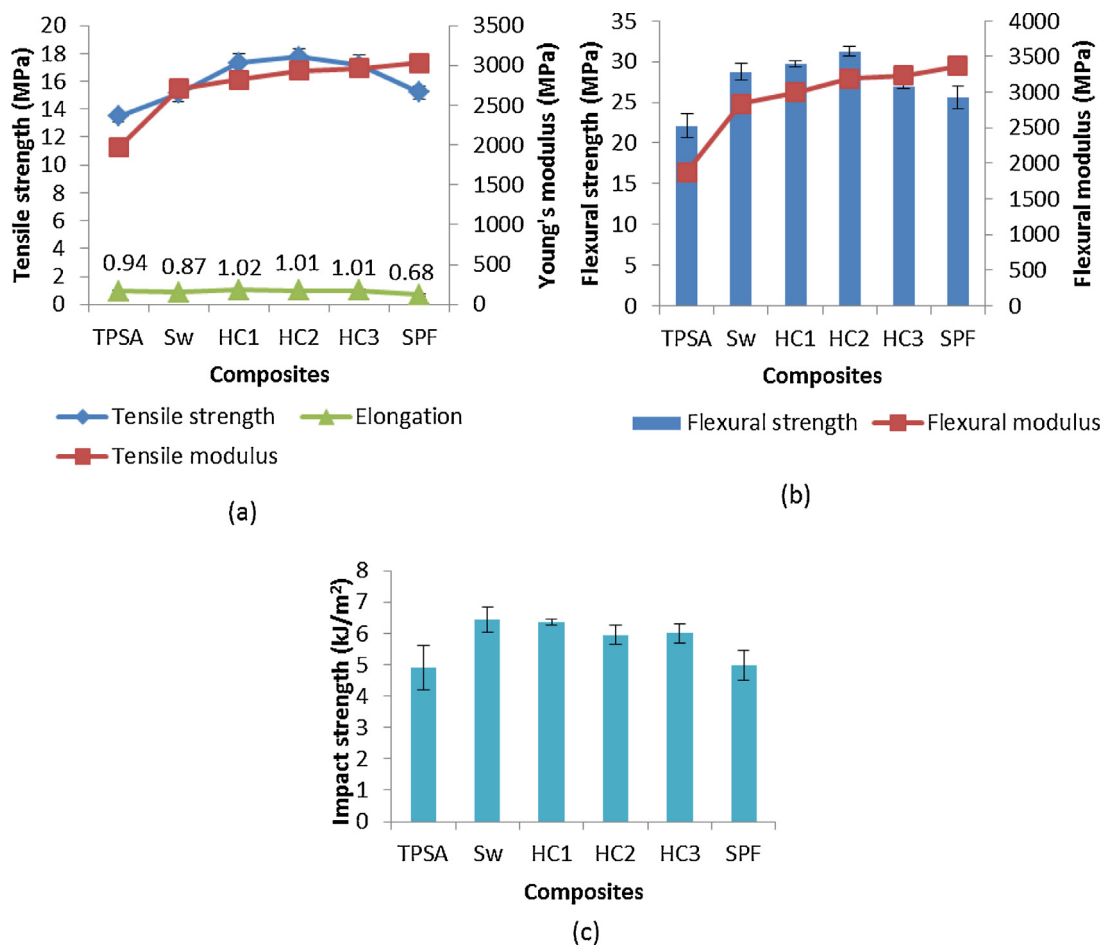 Tensile strength (MPa)
20
18
16
14
12
10
8
6
4
2
0
0.94 0.87 1.02 1.01 1.01 0.68
3500
3000
2500
2000
1500
1000
500
0
Young's modulus (MPa)
TPSA Sw HC1 HC2 HC3 SPF
Composites
Tensile strength Elongation
Tensile modulus
(a)
Flexural strength (MPa)
35
30
25
20
15
10
5
0
4000
3500
3000
2500
2000
1500
1000
500
0
Flexural modulus (MPa)
TPSA Sw HC1 HC2 HC3 SPF
Composites
Flexural strength Flexural modulus
(b)
Impact strength (kJ/m²)
8
7
6
5
4
3
2
1
0
TPSA Sw HC1 HC2 HC3 SPF
Composites
(c)